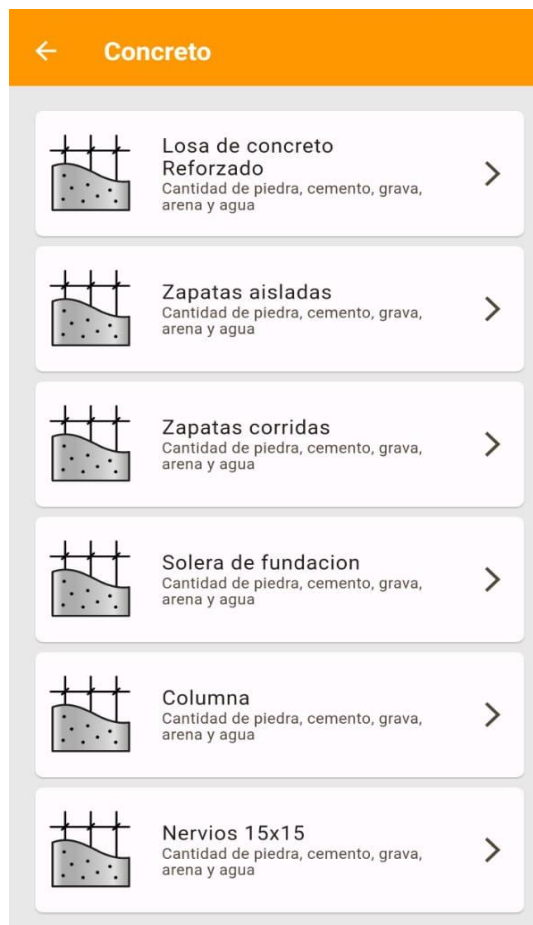 Concreto
Losa de concreto
Reforzado
Cantidad de piedra, cemento, grava,
arena y agua
Zapatas aisladas
Cantidad de piedra, cemento, grava,
arena y agua
Zapatas corridas
Cantidad de piedra, cemento, grava,
arena y agua
Solera de fundacion
Cantidad de piedra, cemento, grava,
arena y agua
Columna
Cantidad de piedra, cemento, grava,
arena y agua
Nervios 15x15
Cantidad de piedra, cemento, grava,
arena y agua